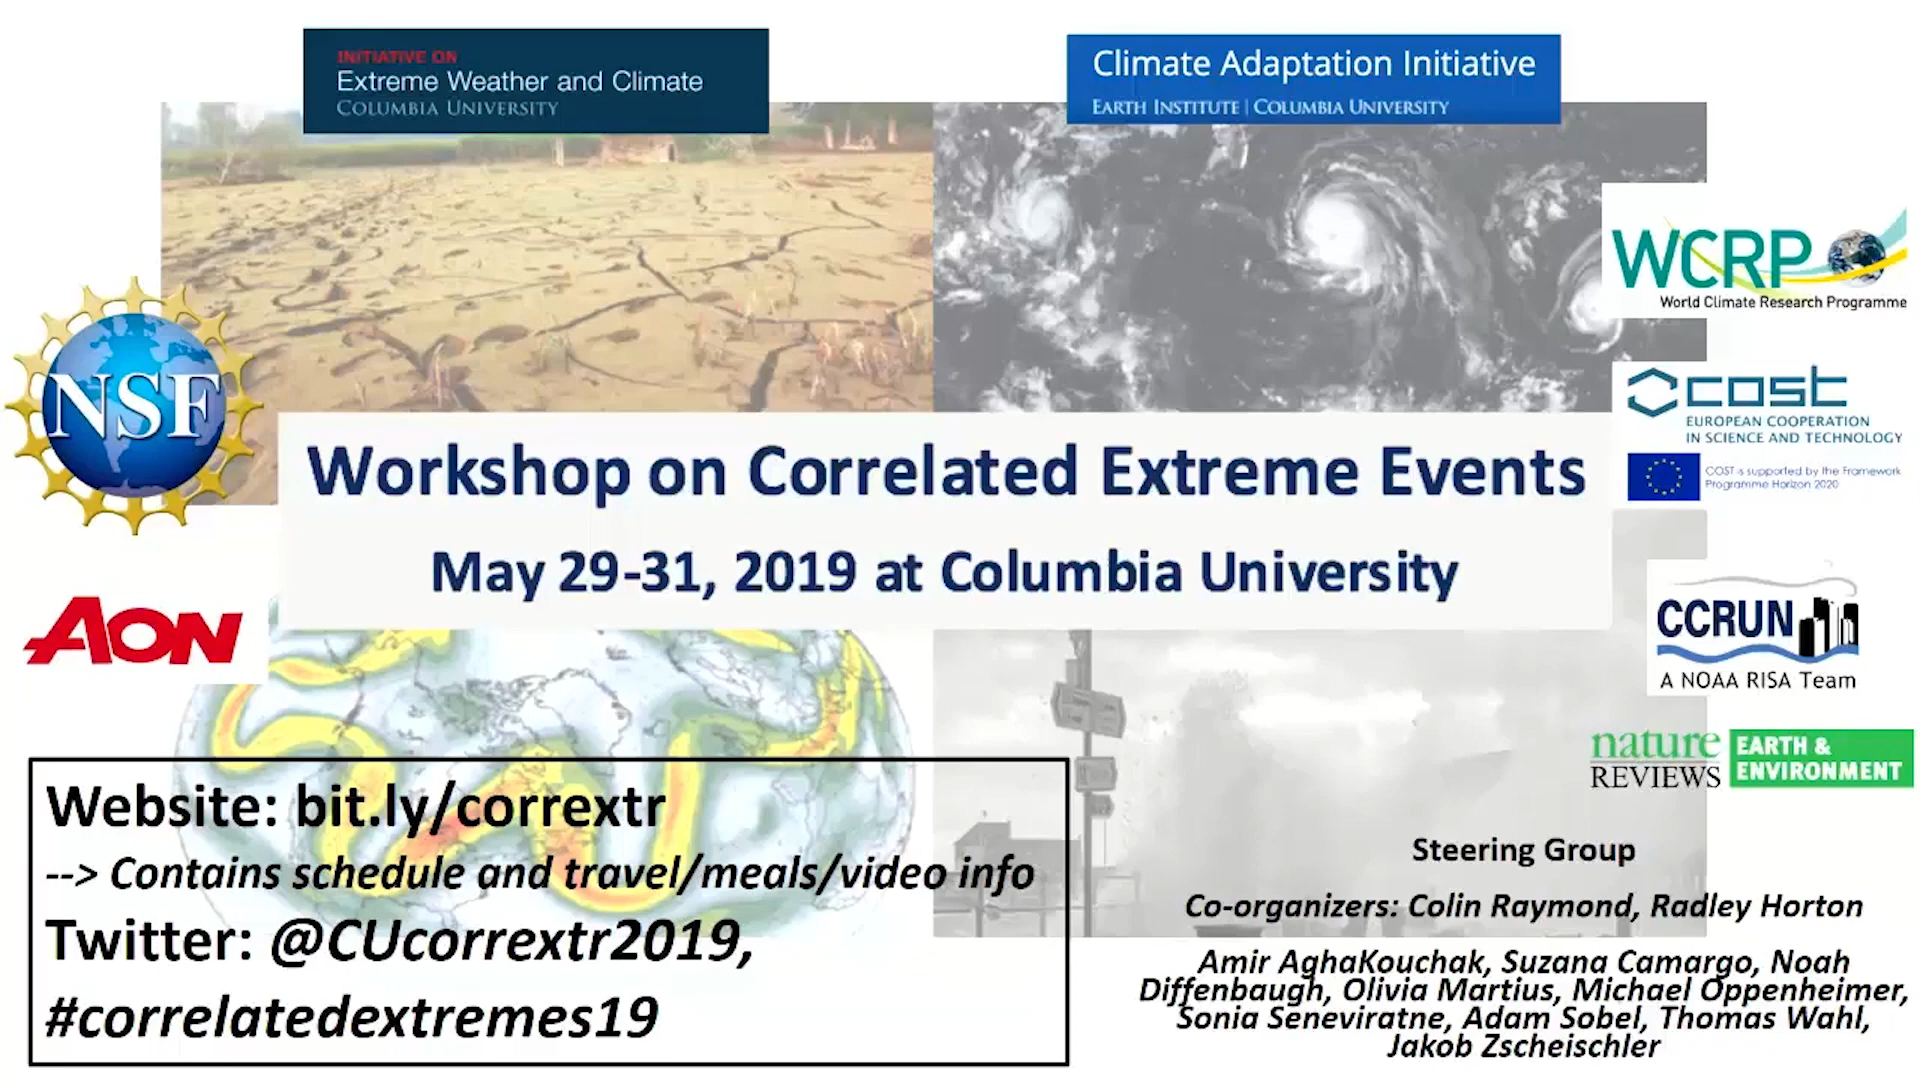 INITIATIVE ON
Extreme Weather and Climate
COLUMBIA UNIVERSITY
Climate Adaptation Initiative
EARTH INSTITUTE | COLUMBIA UNIVERSITY
WCRP
World Climate Research Programme
NSF
cost
EUROPEAN COOPERATION
IN SCIENCE AND TECHNOLOGY
COST is supported by the Framework
Programme Horizon 2020
Workshop on Correlated Extreme Events
May 29-31, 2019 at Columbia University
AON
CCRUN
A NOAA RISA Team
nature
REVIEWS
EARTH &
ENVIRONMENT
Website: bit.ly/corrextr
--> Contains schedule and travel/meals/video info
Twitter: @CUcorrextr2019,
#correlatedextremes19
Steering Group
Co-organizers: Colin Raymond, Radley Horton
Amir AghaKouchak, Suzana Camargo, Noah
Diffenbaugh, Olivia Martius, Michael Oppenheimer,
Sonia Seneviratne, Adam Sobel, Thomas Wahl,
Jakob Zscheischler